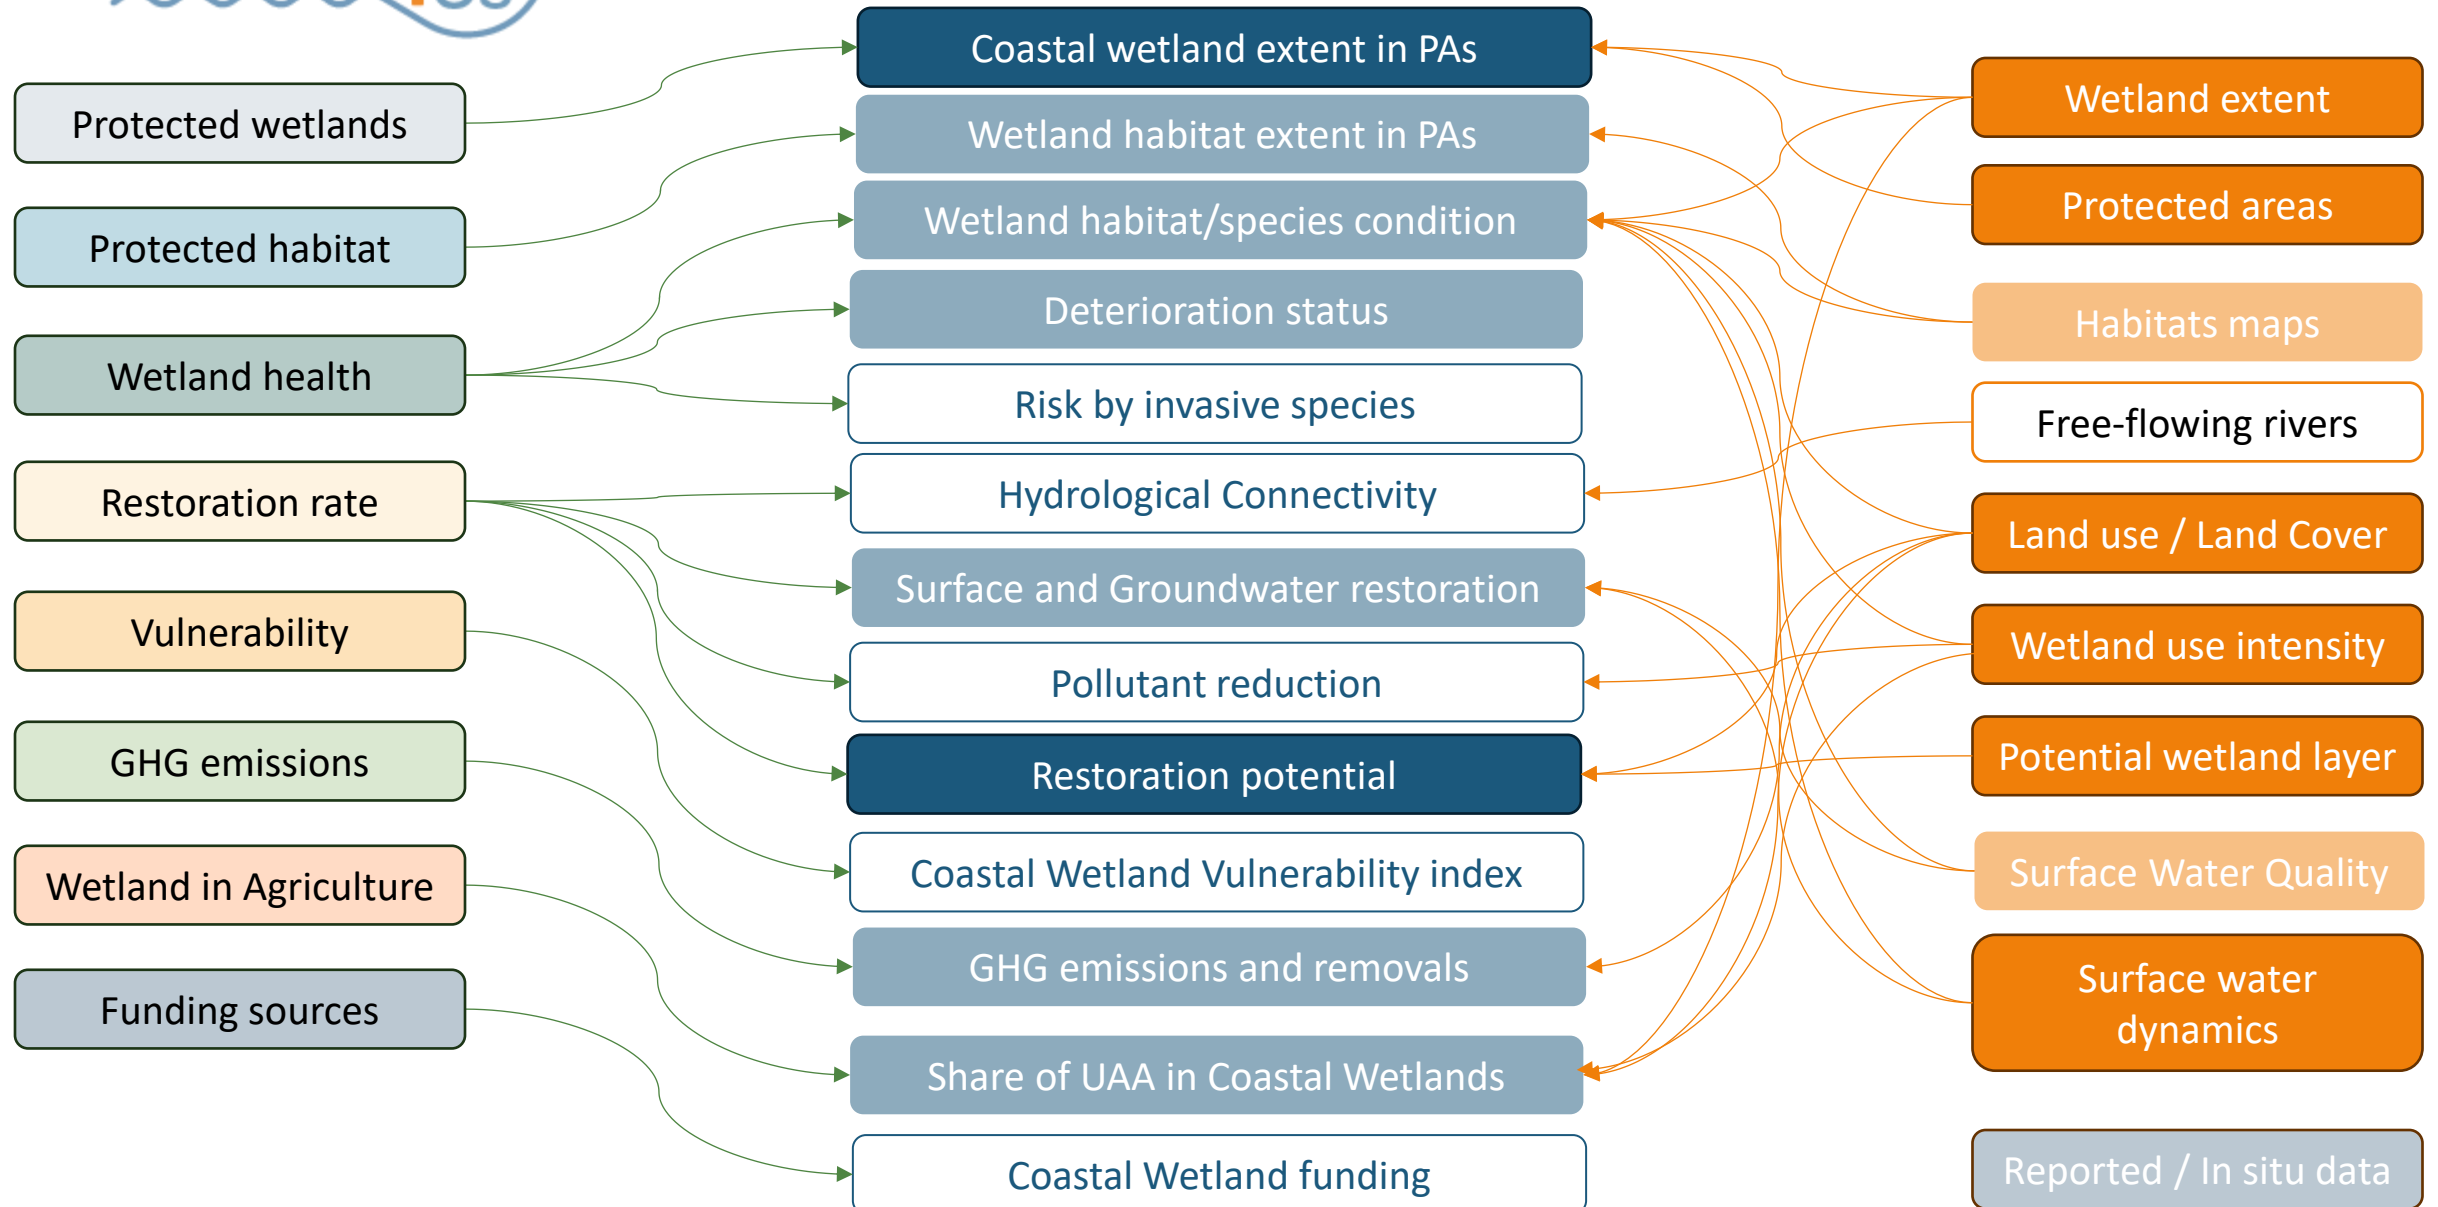 Protected wetlands
Protected habitat
Wetland health
Restoration rate
Vulnerability
GHG emissions
Wetland in Agriculture
Funding sources
Coastal wetland extent in PAs
Wetland habitat extent in PAs
Wetland habitat/species condition
Deterioration status
Risk by invasive species
Hydrological Connectivity
Surface and Groundwater restoration
Pollutant reduction
Restoration potential
Coastal Wetland Vulnerability index
GHG emissions and removals
Share of UAA in Coastal Wetlands
Coastal Wetland funding
Wetland extent
Protected areas
Habitats maps
Free-flowing rivers
Land use / Land Cover
Wetland use intensity
Potential wetland layer
Surface Water Quality
Surface water
dynamics
Reported / In situ data